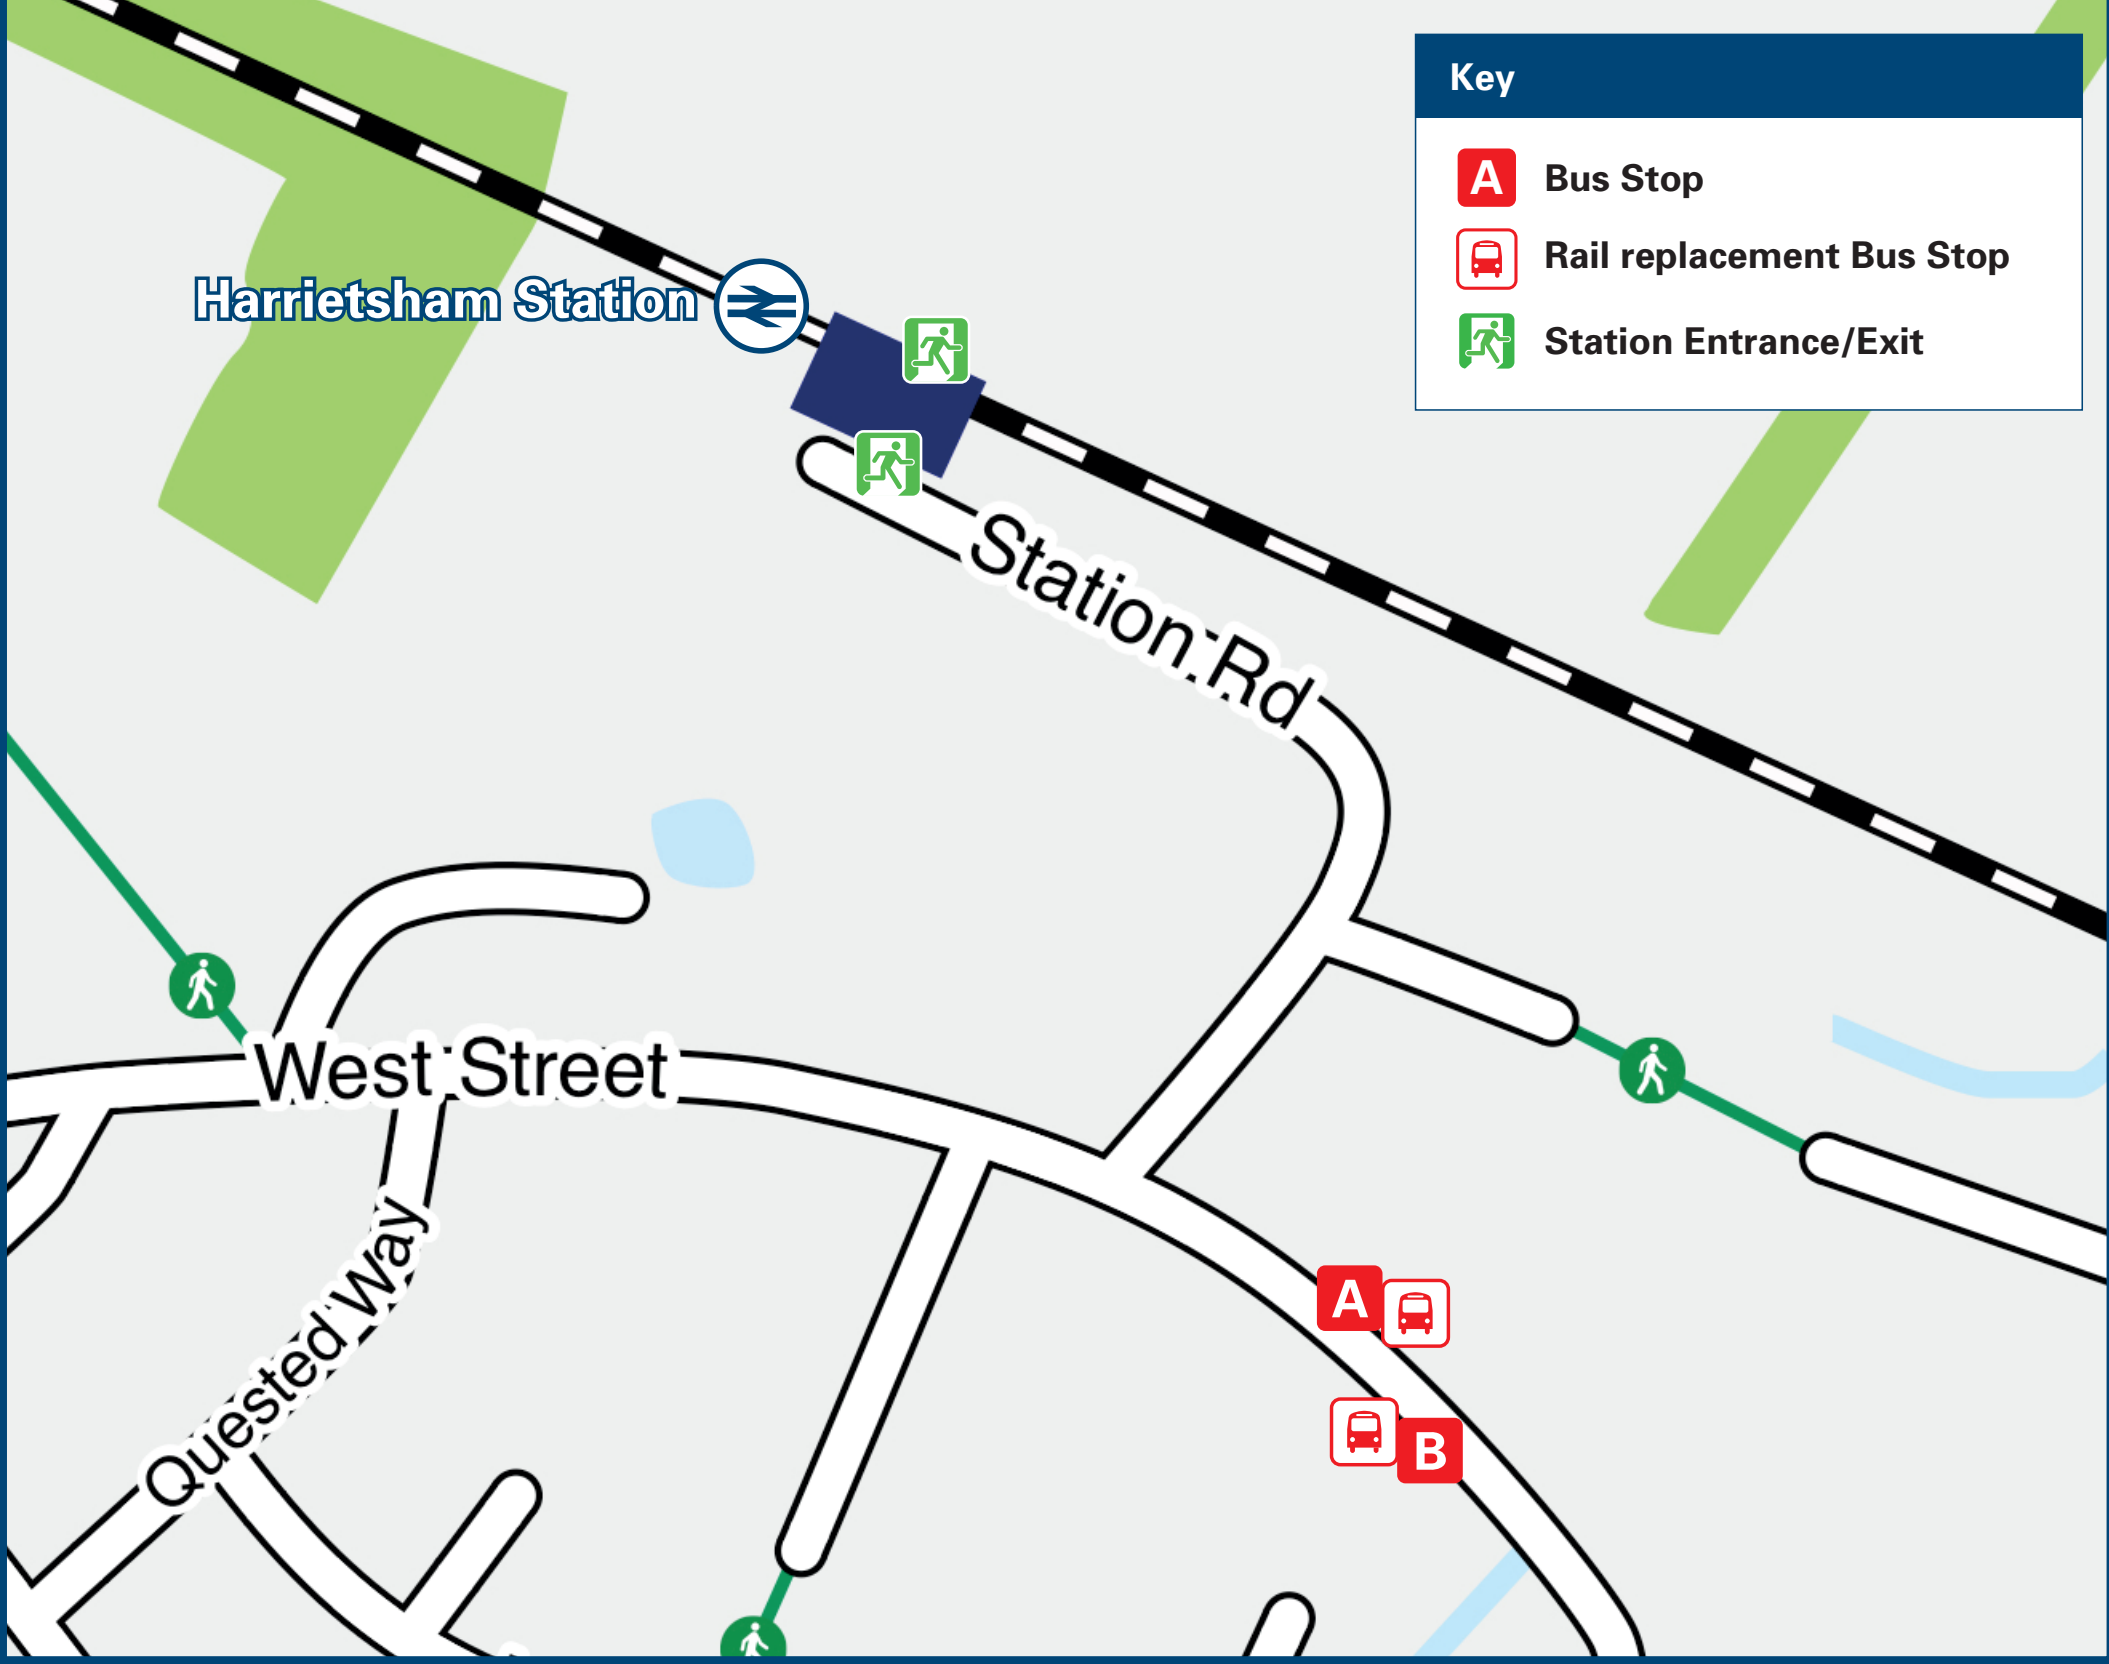 Key
A Bus Stop
Rail replacement Bus Stop
Station Entrance/Exit
Harrietsham Station
Station Rd
West Street
Quested Way
A
B